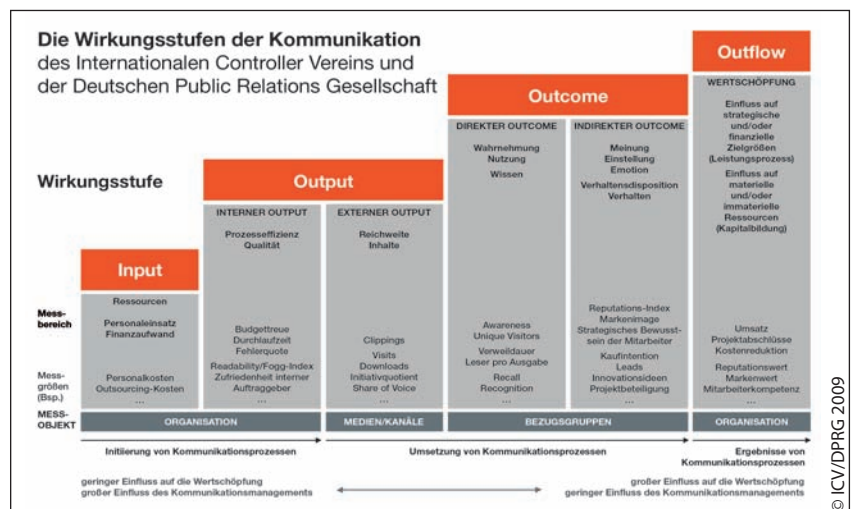 Die Wirkungsstufen der Kommunikation
des Internationalen Controller Vereins und
der Deutschen Public Relations Gesellschaft
Wirkungsstufe
Input
Ressourcen
Personaleinsatz
Finanzaufwand
Personalkosten
Outsourcing-Kosten
...
Output
INTERNER OUTPUT
Prozesseffizienz
Qualität
Budgettreue
Durchlaufzeit
Fehlerquote
Readability/Fogg-Index
Zufriedenheit interner
Auftraggeber
...
EXTERNER OUTPUT
Reichweite
Inhalte
Clippings
Visits
Downloads
Initiativquotient
Share of Voice
...
Outcome
DIREKTER OUTCOME
Wahrnehmung
Nutzung
Wissen
Awareness
Unique Visitors
Verweildauer
Leser pro Ausgabe
Recall
Recognition
...
INDIREKTER OUTCOME
Meinung
Einstellung
Emotion
Verhaltensdisposition
Verhalten
Reputations-Index
Markenimage
Strategisches Bewusst-
sein der Mitarbeiter
Kaufintention
Leads
Innovationsideen
Projektbeteiligung
...
Outflow
WERTSCHÖPFUNG
Einfluss auf
strategische
und/oder
finanzielle
Zielgrößen
(Leistungsprozess)
Einfluss auf
materielle
und/oder
immaterielle
Ressourcen
(Kapitalbildung)
Umsatz
Projektabschlüsse
Kostenreduktion
Reputationswert
Markenwert
Mitarbeiterkompetenz
...
Mess-
bereich
Mess-
größen
(Bsp.)
MESS-
OBJEKT
ORGANISATION
MEDIEN/KANÄLE
BEZUGSGRUPPEN
ORGANISATION
Initiierung von Kommunikationsprozessen
Umsetzung von Kommunikationsprozessen
Ergebnisse von
Kommunikationsprozessen
geringer Einfluss auf die Wertschöpfung
großer Einfluss des Kommunikationsmanagements
großer Einfluss auf die Wertschöpfung
geringer Einfluss des Kommunikationsmanagements
© ICV/DPRG 2009